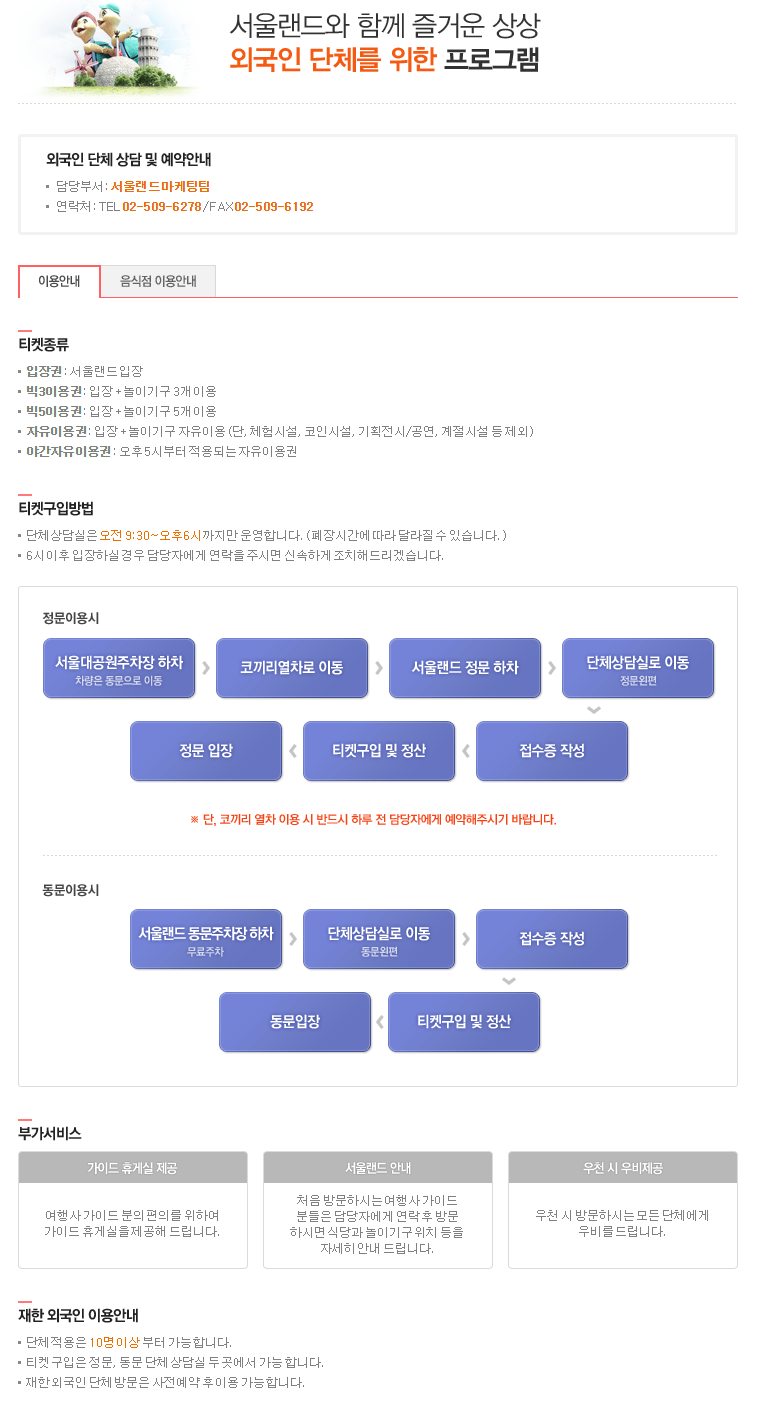 서울랜드와 함께 즐거운 상상
외국인 단체를 위한 프로그램
외국인 단체 상담 및 예약안내
담당부서: 서울랜드마케팅팀
연락처: TEL 02-509-6278/FAX 02-509-6192
이용안내 음식점 이용안내
티켓종류
입장권: 서울랜드입장
빅3이용권: 입장+놀이기구 3개이용
빅5이용권: 입장+놀이기구 5개이용
자유이용권: 입장+놀이기구 자유이용 (단, 체험시설, 코인시설, 기획전시/공연, 계절시설 등 제외)
야간자유이용권: 오후 5시부터 적용되는 자유이용권
티켓구입방법
단체상담실은 오전 9:30~오후6시까지만 운영합니다. (폐장시간에 따라 달라질 수 있습니다.)
6시 이후 입장하실경우 담당자에게 연락을 주시면 신속하게 조치해드리겠습니다.
정문이용시
서울대공원주차장 하차
차량은 동문으로 이동
코끼리열차로 이동
서울랜드 정문 하차
단체상담실로 이동
정문왼편
접수증 작성
티켓구입 및 정산
정문 입장
※ 단, 코끼리 열차 이용 시 반드시 하루 전 담당자에게 예약해주시기 바랍니다.
동문이용시
서울랜드 동문주차장 하차
무료주차
단체상담실로 이동
동문왼편
접수증 작성
티켓구입 및 정산
동문입장
부가서비스
가이드 휴게실 제공
여행사 가이드 분의 편의를 위하여
가이드 휴게실을 제공해 드립니다.
서울랜드 안내
처음 방문하시는 여행사 가이드
분들은 담당자에게 연락 후 방문
하시면 식당과 놀이기구 위치 등을
자세히 안내 드립니다.
우천 시 우비제공
우천 시 방문하시는 모든 단체에게
우비를 드립니다.
재한 외국인 이용안내
단체적용은 10명이상 부터 가능합니다.
티켓 구입은 정문, 동문 단체 상담실 두곳에서 가능합니다.
재한 외국인 단체 방문은 사전예약 후 이용 가능합니다.